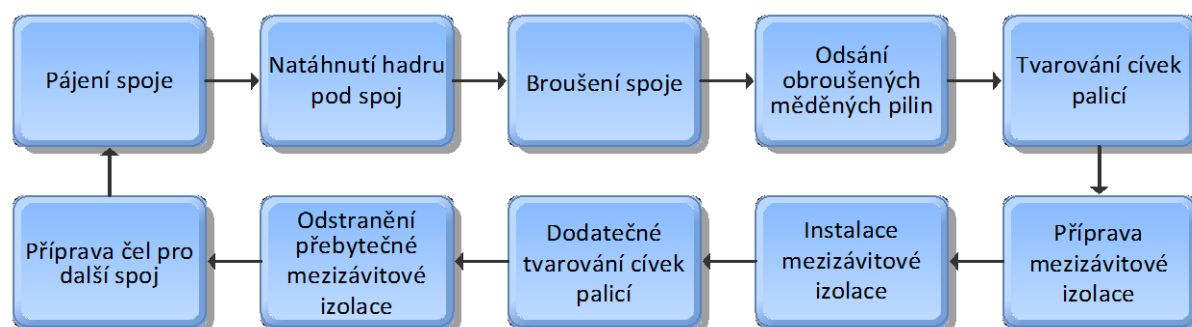 Pájení spoje
Natáhnutí hadru
pod spoj
Broušení spoje
Odsání
obroušených
měděných pilin
Tvarování cívek
palicí
Příprava čel pro
další spoj
Odstranění
přebytečné
mezizávitové
izolace
Dodatečné
tvarování cívek
palicí
Instalace
mezizávitové
izolace
Příprava
mezizávitové
izolace